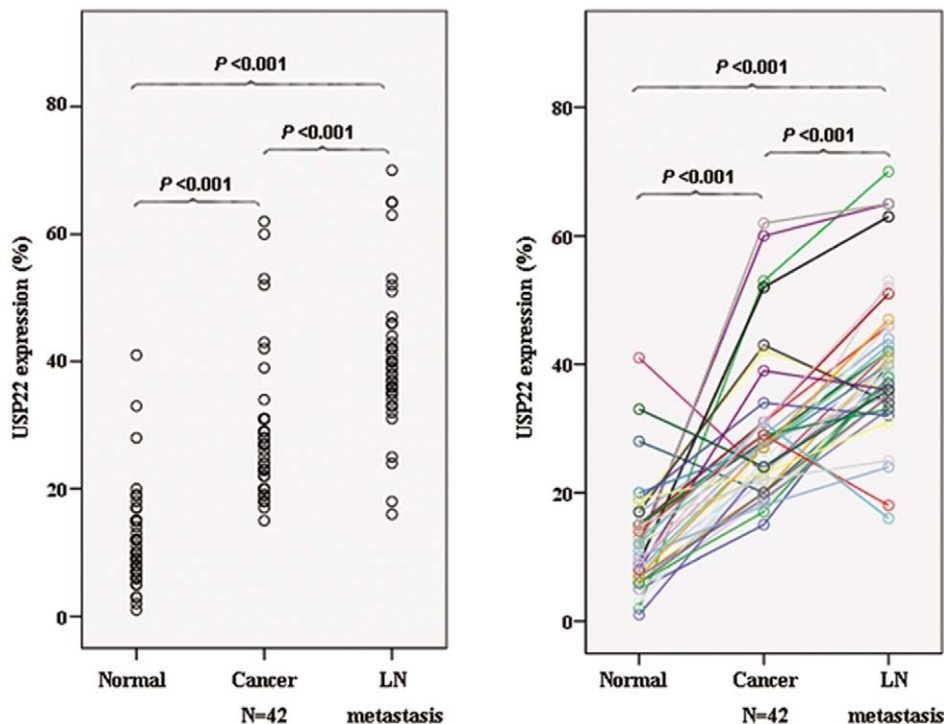 P <0.001
P <0.001
P <0.001
USP22 expression (%)
80
60
40
20
0
Normal
Cancer
N=42
LN
metastasis
P <0.001
P <0.001
P <0.001
USP22 expression (%)
80
60
40
20
0
Normal
Cancer
N=42
LN
metastasis